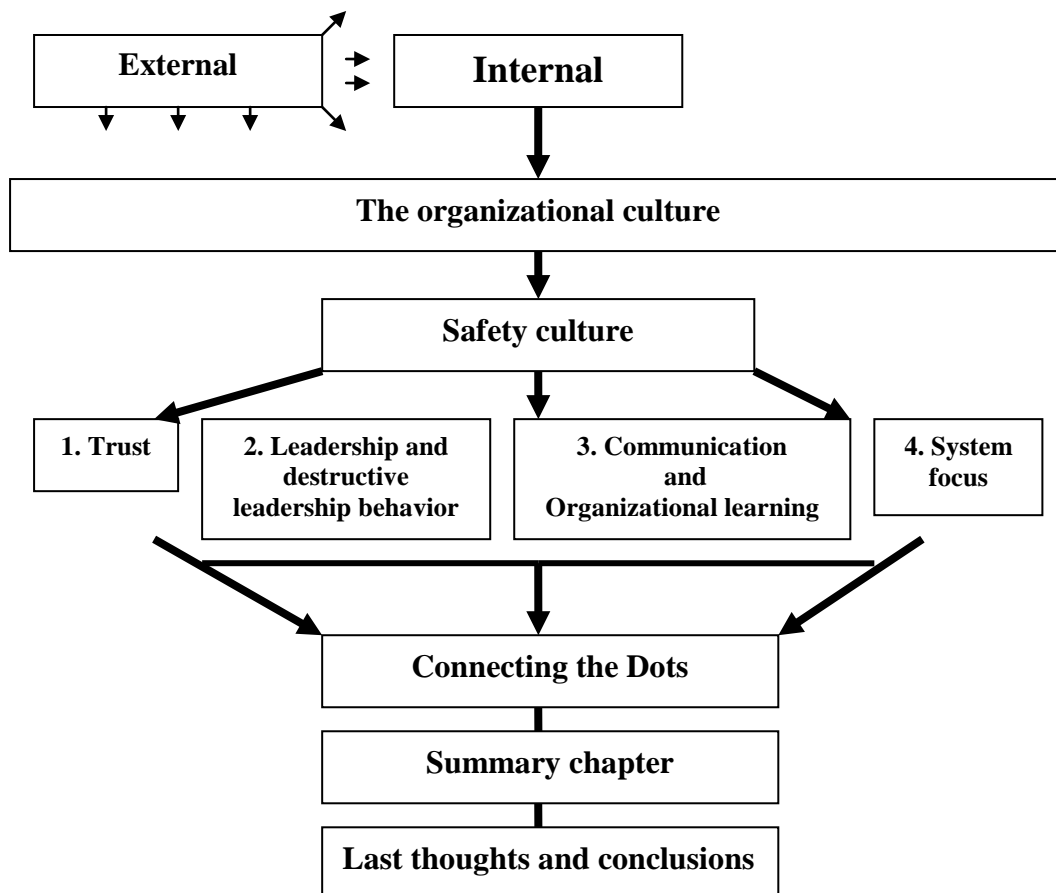 External
Internal
The organizational culture
Safety culture
1. Trust
2. Leadership and
destructive
leadership behavior
3. Communication
and
Organizational learning
4. System
focus
Connecting the Dots
Summary chapter
Last thoughts and conclusions